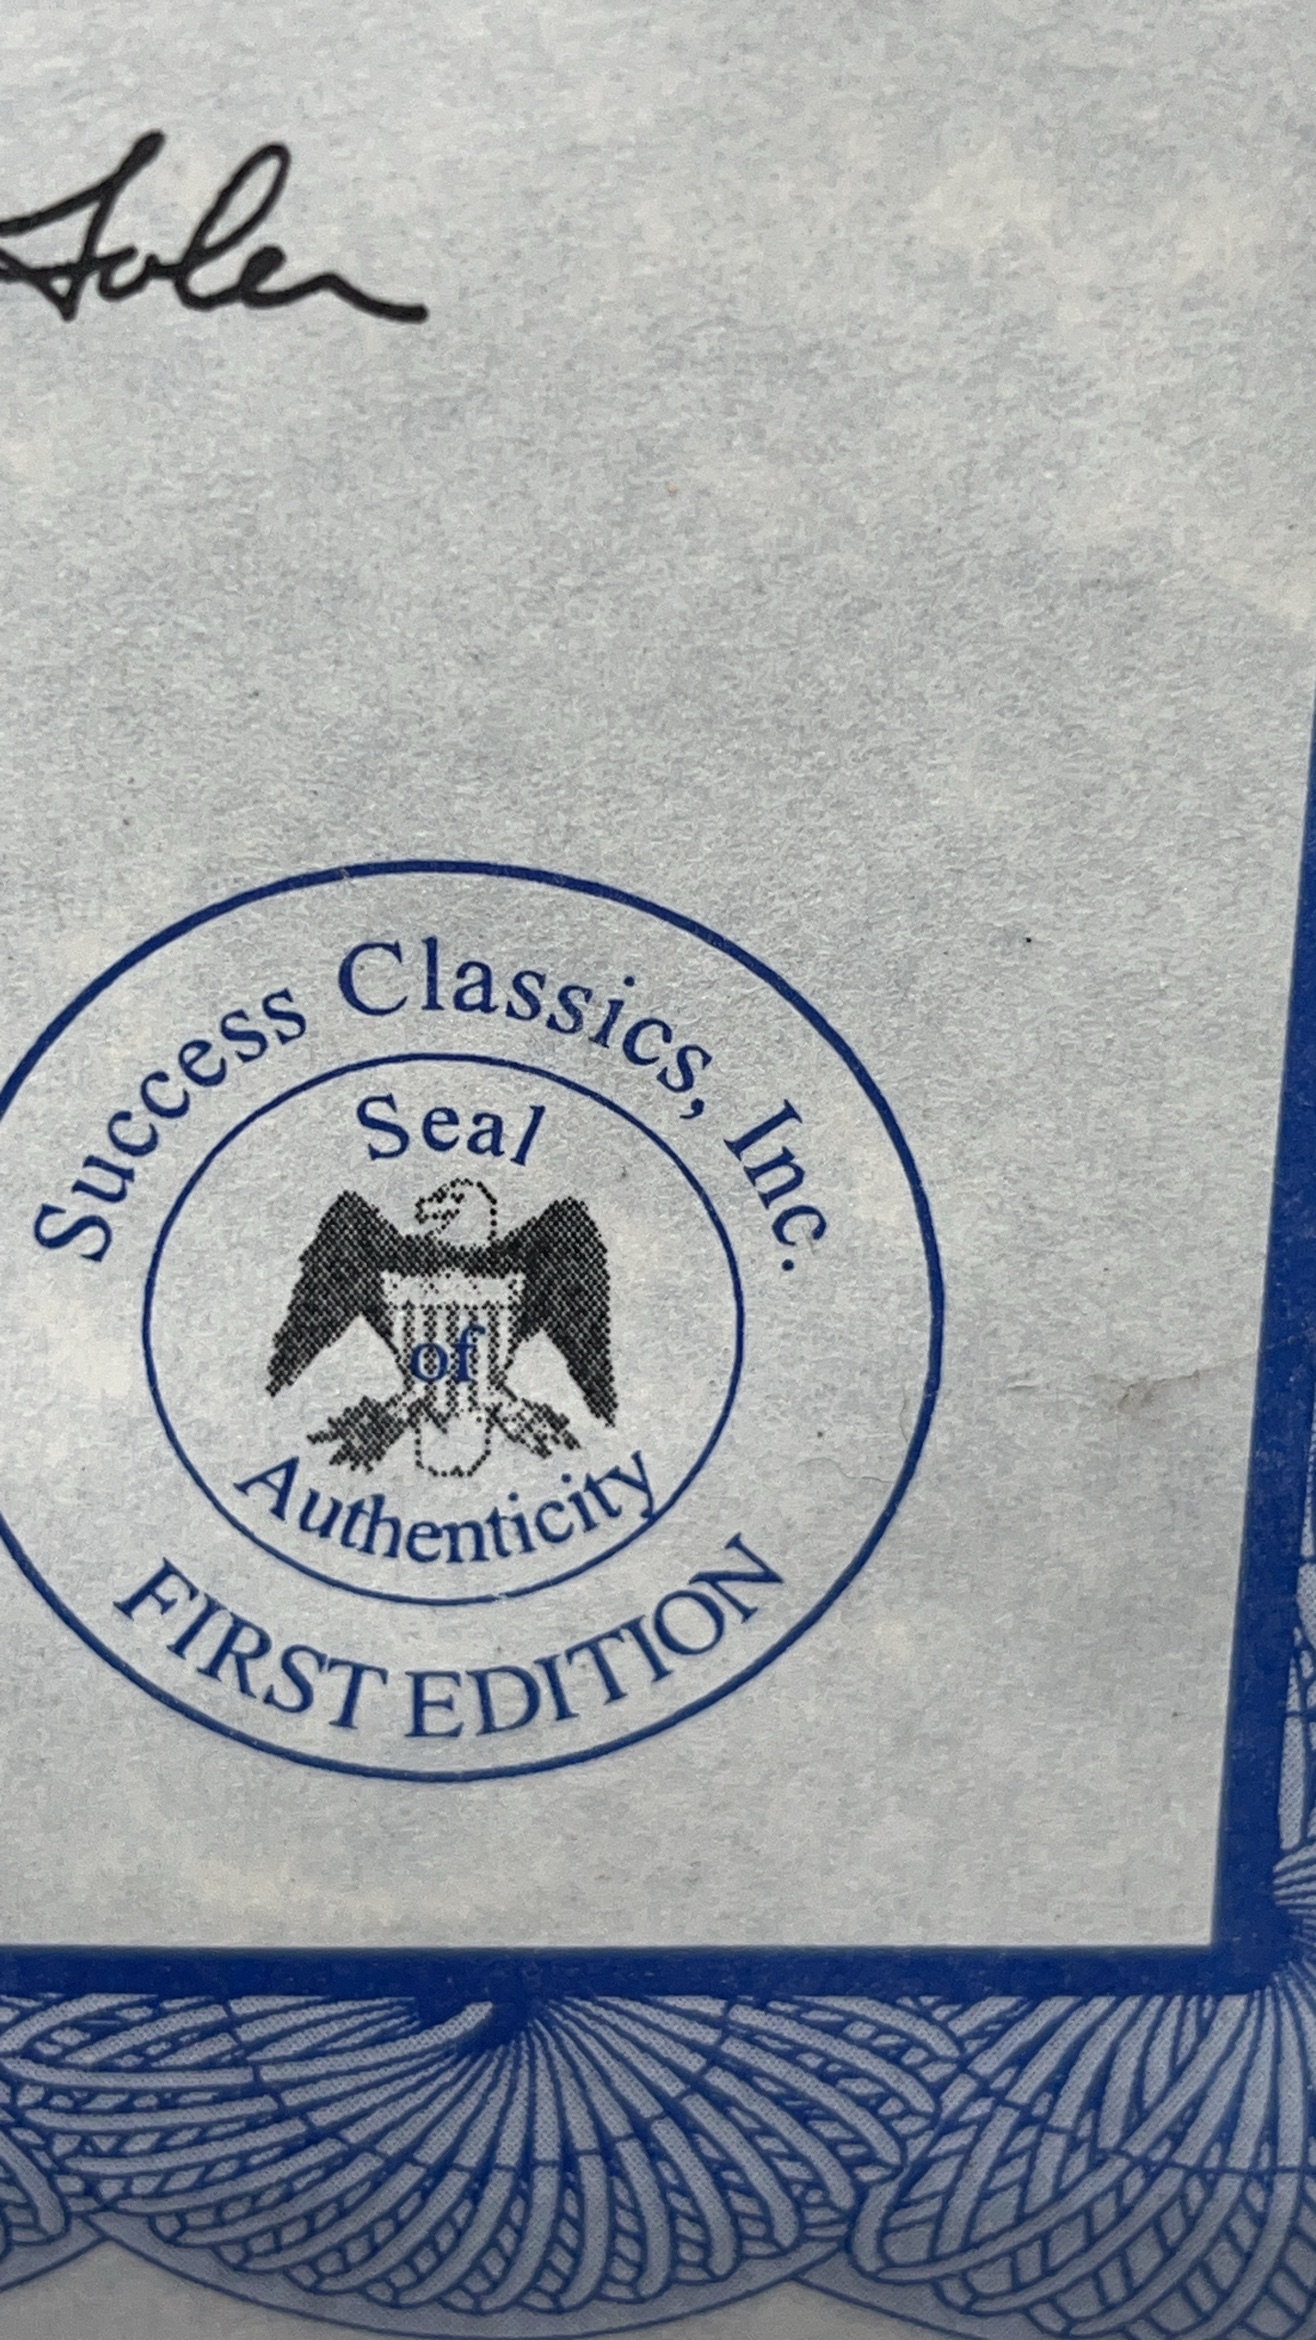 Success Classics, Inc.
Seal
of
Authenticity
FIRST EDITION